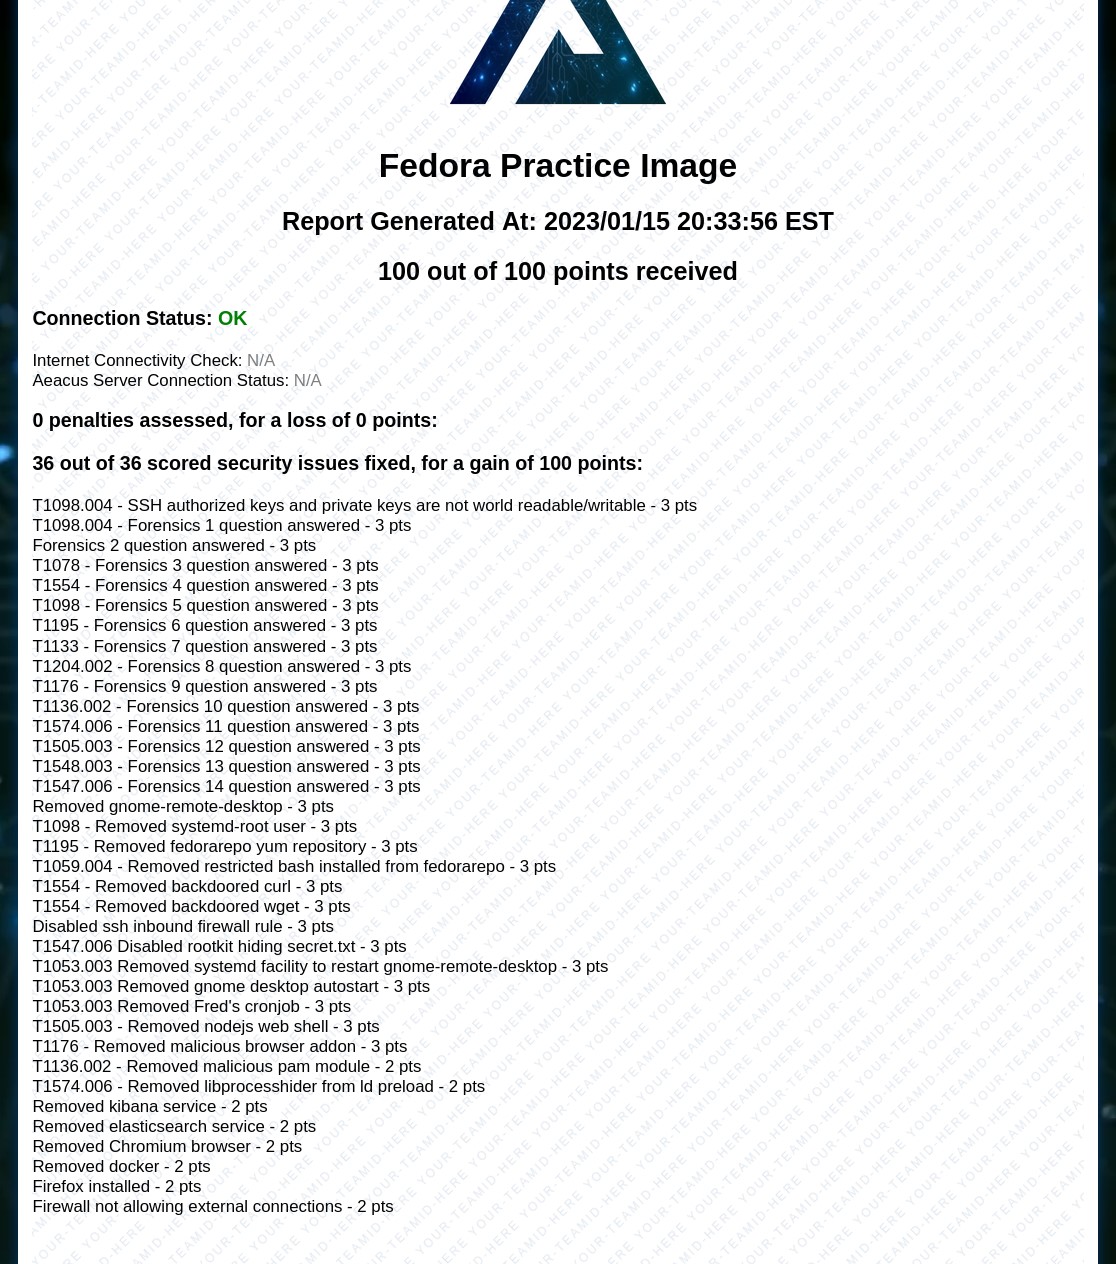 Fedora Practice Image
Report Generated At: 2023/01/15 20:33:56 EST
100 out of 100 points received
Connection Status: OK
Internet Connectivity Check: N/A
Aeacus Server Connection Status: N/A
0 penalties assessed, for a loss of 0 points:
36 out of 36 scored security issues fixed, for a gain of 100 points:
T1098.004 - SSH authorized keys and private keys are not world readable/writable - 3 pts
T1098.004 - Forensics 1 question answered - 3 pts
Forensics 2 question answered - 3 pts
T1078 - Forensics 3 question answered - 3 pts
T1554 - Forensics 4 question answered - 3 pts
T1098 - Forensics 5 question answered - 3 pts
T1195 - Forensics 6 question answered - 3 pts
T1133 - Forensics 7 question answered - 3 pts
T1204.002 - Forensics 8 question answered - 3 pts
T1176 - Forensics 9 question answered - 3 pts
T1136.002 - Forensics 10 question answered - 3 pts
T1574.006 - Forensics 11 question answered - 3 pts
T1505.003 - Forensics 12 question answered - 3 pts
T1548.003 - Forensics 13 question answered - 3 pts
T1547.006 - Forensics 14 question answered - 3 pts
Removed gnome-remote-desktop - 3 pts
T1098 - Removed systemd-root user - 3 pts
T1195 - Removed fedorarepo yum repository - 3 pts
T1059.004 - Removed restricted bash installed from fedorarepo - 3 pts
T1554 - Removed backdoored curl - 3 pts
T1554 - Removed backdoored wget - 3 pts
Disabled ssh inbound firewall rule - 3 pts
T1547.006 Disabled rootkit hiding secret.txt - 3 pts
T1053.003 Removed systemd facility to restart gnome-remote-desktop - 3 pts
T1053.003 Removed gnome desktop autostart - 3 pts
T1053.003 Removed Fred's cronjob - 3 pts
T1505.003 - Removed nodejs web shell - 3 pts
T1176 - Removed malicious browser addon - 3 pts
T1136.002 - Removed malicious pam module - 2 pts
T1574.006 - Removed libprocesshider from ld preload - 2 pts
Removed kibana service - 2 pts
Removed elasticsearch service - 2 pts
Removed Chromium browser - 2 pts
Removed docker - 2 pts
Firefox installed - 2 pts
Firewall not allowing external connections - 2 pts